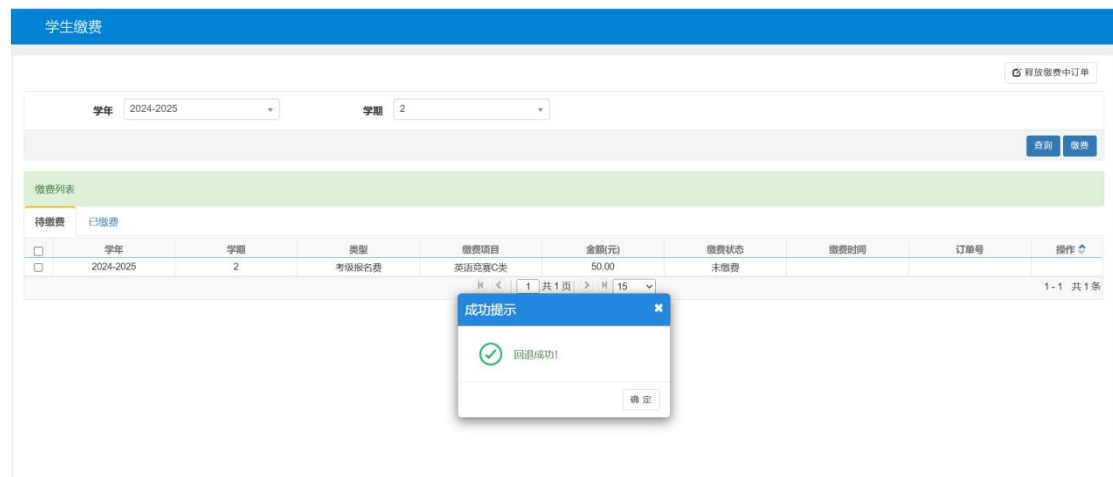 学生缴费
释放缴费中订单
学年 2024-2025 学期 2
查询 缴费
缴费列表
待缴费 已缴费
学年 学期 类型 缴费项目 金额(元) 缴费状态 缴费时间 订单号 操作
2024-2025 2 考级报名费 英语竞赛C类 50.00 未缴费
1 共1页 15 1-1 共1条
成功提示
回退成功!
确定